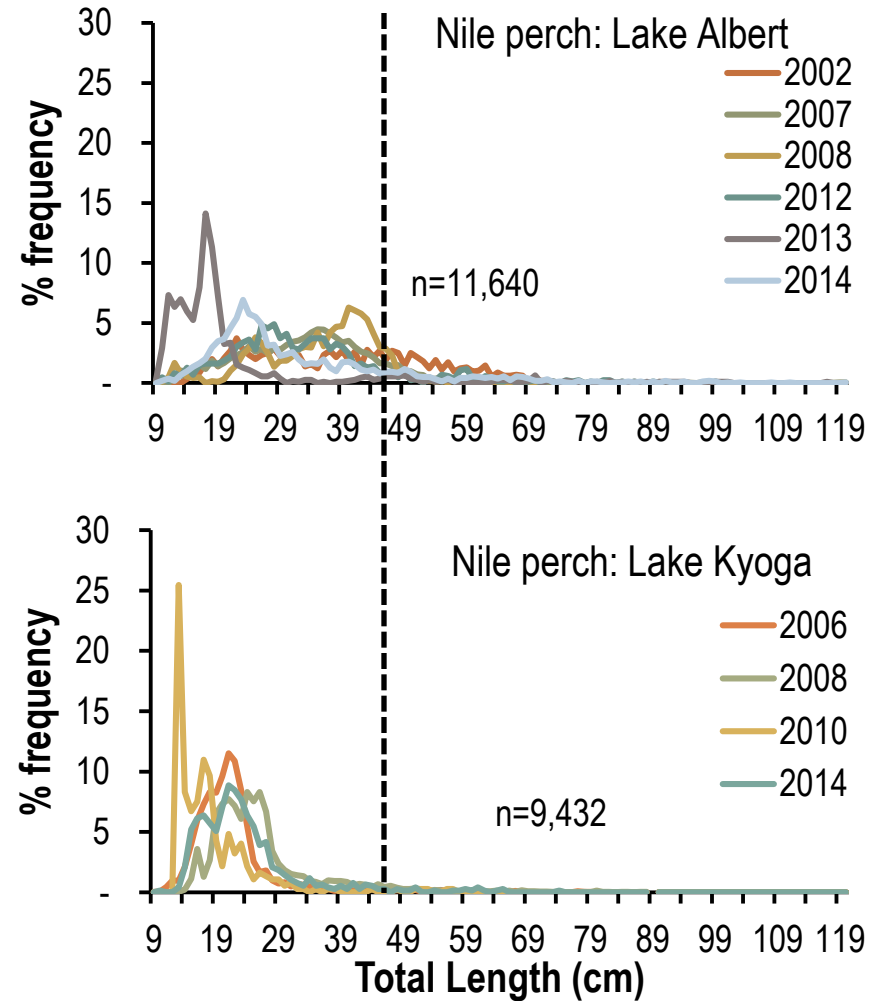 Nile perch: Lake Albert
% frequency
30
25
20
15
10
5
-
2002
2007
2008
2012
2013
2014
n=11,640
9 19 29 39 49 59 69 79 89 99 109 119
Nile perch: Lake Kyoga
% frequency
30
25
20
15
10
5
-
2006
2008
2010
2014
n=9,432
9 19 29 39 49 59 69 79 89 99 109 119
Total Length (cm)